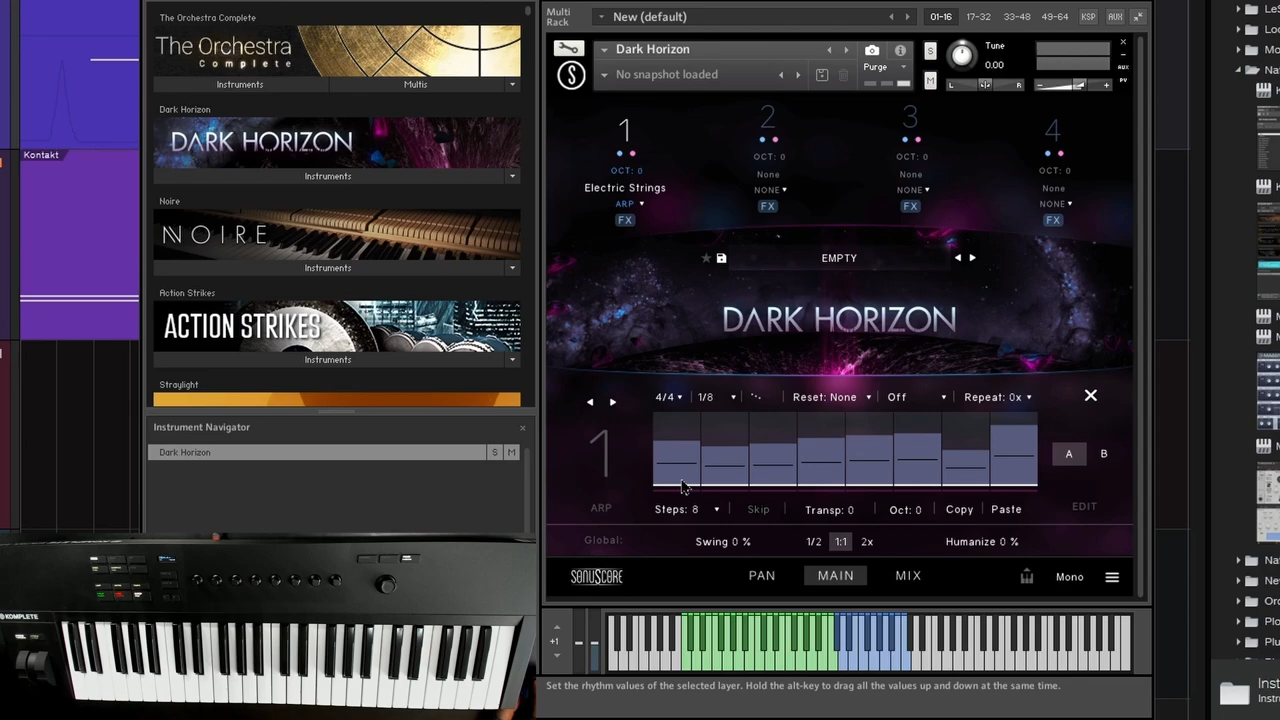 Kontakt
The Orchestra Complete
The Orchestra
Complete
Instruments
Multis
Dark Horizon
DARK HORIZON
Instruments
Noire
NOIRE
Instruments
Action Strikes
ACTION STRIKES
Instruments
Straylight
Instrument Navigator
Dark Horizon
S
M
KOMPLETE
Multi
Rack
New (default)
01-16
17-32
33-48
49-64
KSP
AUX
S
Dark Horizon
No snapshot loaded
Purge
S
M
Tune
0.00
L
R
AUX
PV
1
OCT: 0
Electric Strings
ARP
FX
2
OCT: 0
None
NONE
FX
3
OCT: 0
None
NONE
FX
4
OCT: 0
None
NONE
FX
EMPTY
DARK HORIZON
4/4
1/8
Reset: None
Off
Repeat: 0x
1
ARP
A
B
EDIT
Steps: 8
Skip
Transp: 0
Oct: 0
Copy
Paste
Global:
Swing 0 %
1/2
1:1
2x
Humanize 0 %
SONUSCORE
PAN
MAIN
MIX
Mono
+1
Set the rhythm values of the selected layer. Hold the alt-key to drag all the values up and down at the same time.